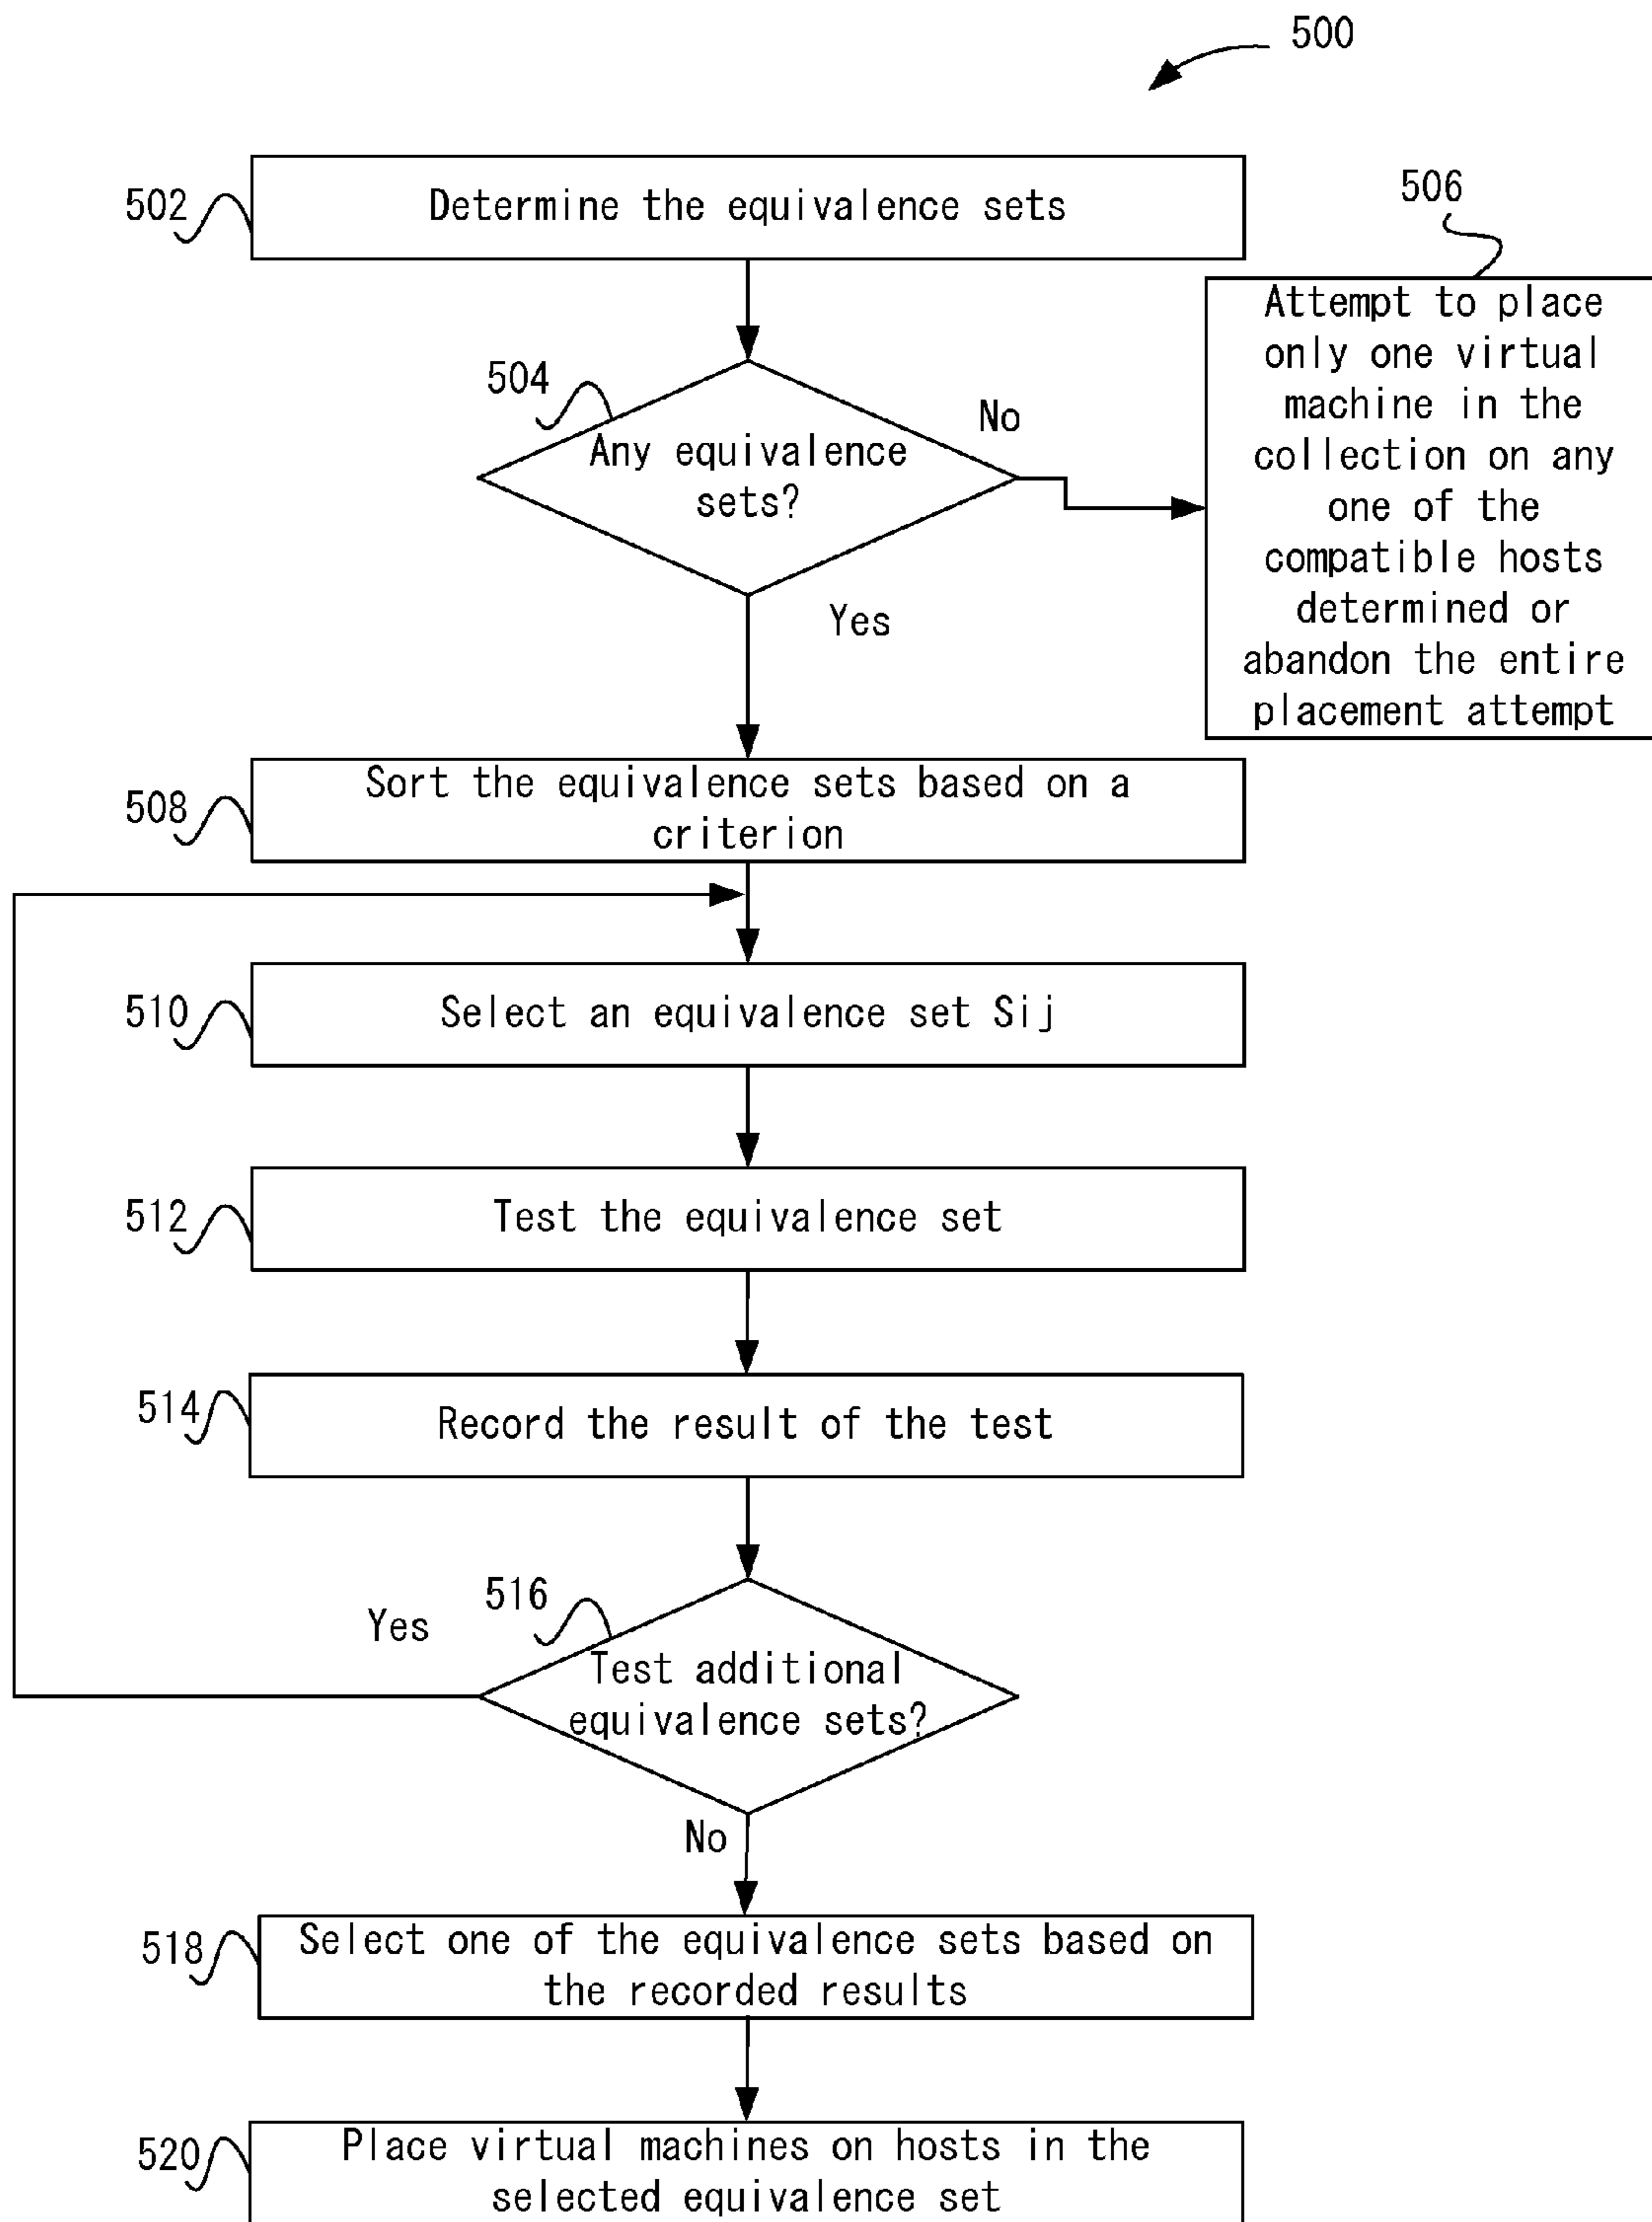 500
502
Determine the equivalence sets
506
Attempt to place
only one virtual
machine in the
collection on any
one of the
compatible hosts
determined or
abandon the entire
placement attempt
504
Any equivalence
sets?
No
Yes
508
Sort the equivalence sets based on a
criterion
510
Select an equivalence set Sij
512
Test the equivalence set
514
Record the result of the test
516
Test additional
equivalence sets?
Yes
No
518
Select one of the equivalence sets based on
the recorded results
520
Place virtual machines on hosts in the
selected equivalence set